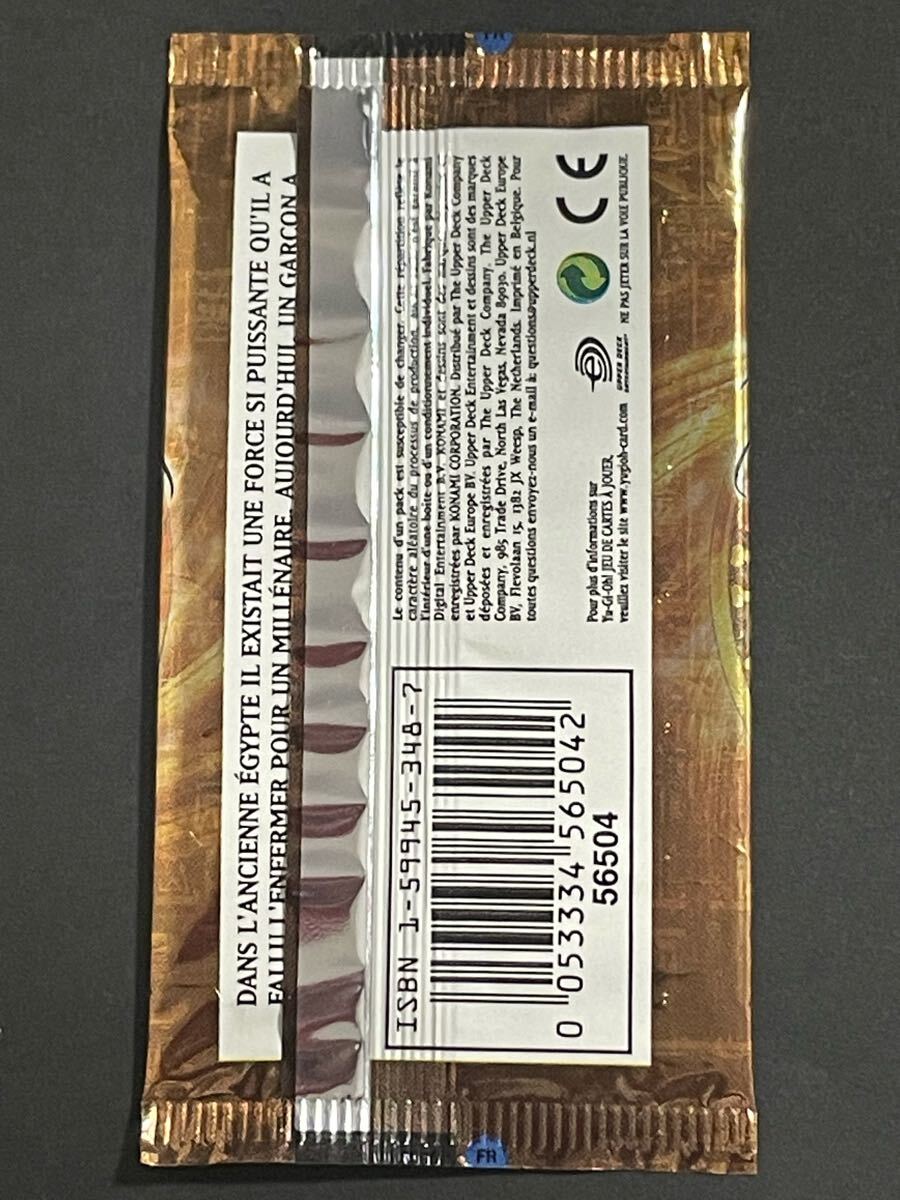 DANS L'ANCIENNE ÉGYPTE IL EXISTAIT UNE FORCE SI PUISSANTE QU'IL A
FALLU L'ENFERMER POUR UN MILLÉNAIRE. AUJOURD'HUI, UN GARÇON A
Le contenu d'un pack est susceptible de changer. Cette répartition reflète le
caractère aléatoire du processus de production,
l'intérieur d'une boîte ou d'un conditionnement individuel. Fabriqué par Konami
Digital Entertainment B.V. KONAMI et dessins sont des
enregistrées par KONAMI CORPORATION. Distribué par The Upper Deck Company
et Upper Deck Europe BV. Upper Deck Entertainment et dessins sont des marques
déposées et enregistrées par The Upper Deck Company. The Upper Deck
Company, 985 Trade Drive, North Las Vegas, Nevada 89030. Upper Deck Europe
BV, Flevolaan 15, 1382 JX Weesp, The Netherlands. Imprimé en Belgique. Pour
toutes questions envoyez-nous un e-mail à: questions@upperdeck.nl
Pour plus d'informations sur
Yu-Gi-Oh! JEU DE CARTES À JOUER,
veuillez visiter le site www.yugioh-card.com
UPPER DECK
NE PAS JETER SUR LA VOIE PUBLIQUE.
CE
ISBN 1-59945-348-7
0 053334 565042
56504
FR
FR